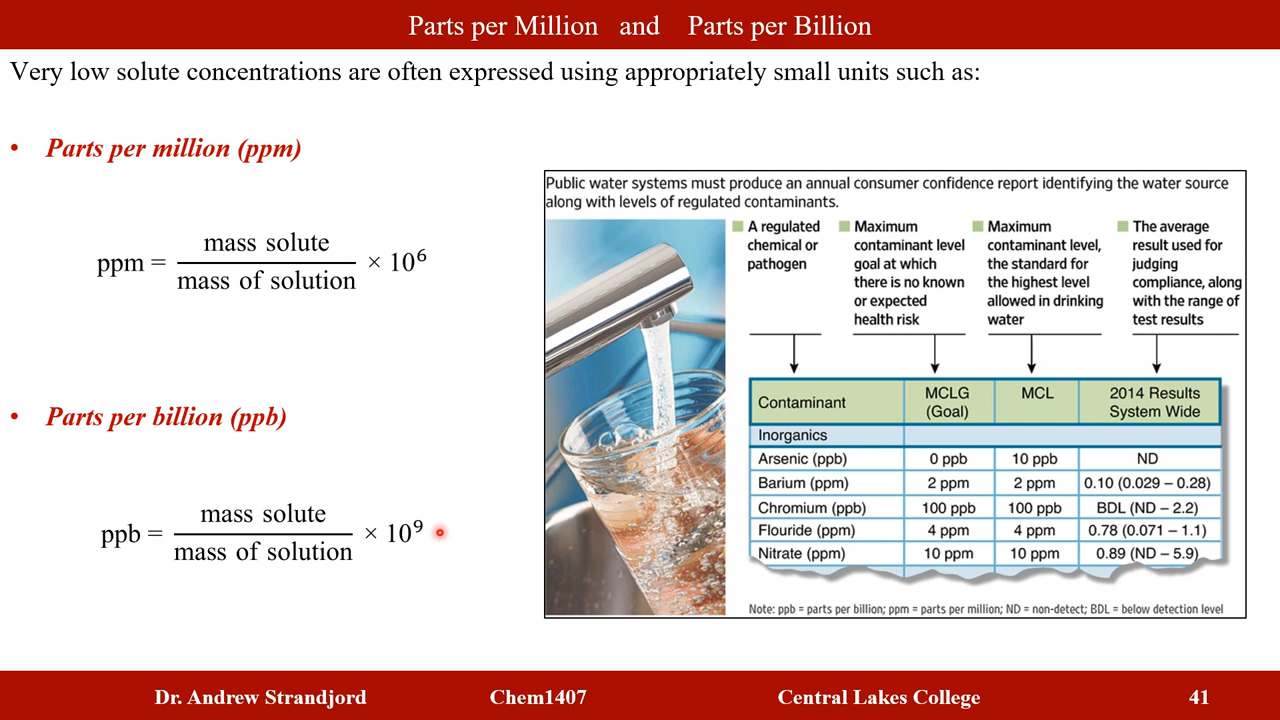 Parts per Million and Parts per Billion
Very low solute concentrations are often expressed using appropriately small units such as:
• Parts per million (ppm)
ppm = mass solute / mass of solution × 10⁶
• Parts per billion (ppb)
ppb = mass solute / mass of solution × 10⁹
Public water systems must produce an annual consumer confidence report identifying the water source
along with levels of regulated contaminants.
A regulated
chemical or
pathogen
Maximum
contaminant level
goal at which
there is no known
or expected
health risk
Maximum
contaminant level,
the standard for
the highest level
allowed in drinking
water
The average
result used for
judging
compliance, along
with the range of
test results
Contaminant MCLG (Goal) MCL 2014 Results System Wide
Inorganics
Arsenic (ppb) 0 ppb 10 ppb ND
Barium (ppm) 2 ppm 2 ppm 0.10 (0.029 – 0.28)
Chromium (ppb) 100 ppb 100 ppb BDL (ND – 2.2)
Flouride (ppm) 4 ppm 4 ppm 0.78 (0.071 – 1.1)
Nitrate (ppm) 10 ppm 10 ppm 0.89 (ND – 5.9)
Note: ppb = parts per billion; ppm = parts per million; ND = non-detect; BDL = below detection level
Dr. Andrew Strandjord Chem1407 Central Lakes College 41